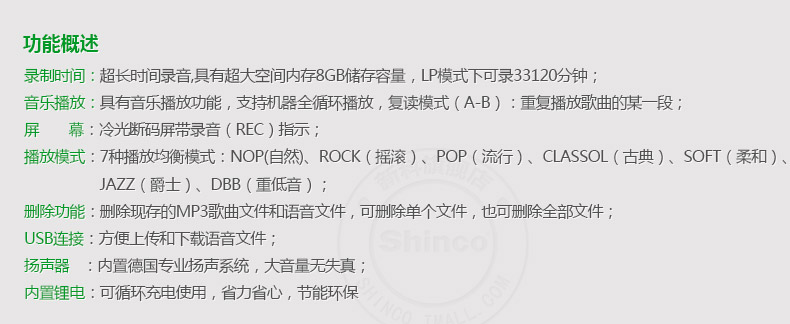 功能概述
录制时间：超长时间录音,具有超大空间内存8GB储存容量，LP模式下可录33120分钟；
音乐播放：具有音乐播放功能，支持机器全循环播放，复读模式（A-B）：重复播放歌曲的某一段；
屏　　幕：冷光断码屏带录音（REC）指示；
播放模式：7种播放均衡模式：NOP(自然)、ROCK（摇滚）、POP（流行）、CLASSOL（古典）、SOFT（柔和）、
JAZZ（爵士）、DBB（重低音）；
删除功能：删除现存的MP3歌曲文件和语音文件，可删除单个文件，也可删除全部文件；
USB连接：方便上传和下载语音文件；
扬声器　：内置德国专业扬声系统，大音量无失真；
内置锂电：可循环充电使用，省力省心，节能环保
Shinco
SHINCO.TMALL.COM